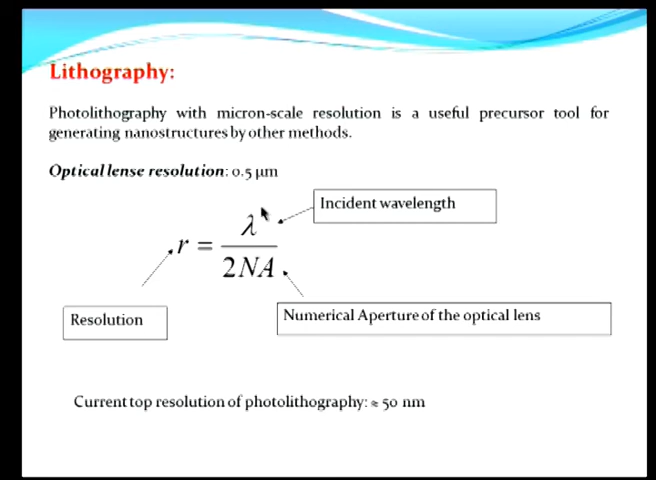 Lithography:
Photolithography with micron-scale resolution is a useful precursor tool for
generating nanostructures by other methods.
Optical lense resolution: 0.5 µm
Incident wavelength
r = λ / 2NA
Resolution
Numerical Aperture of the optical lens
Current top resolution of photolithography: ≈ 50 nm